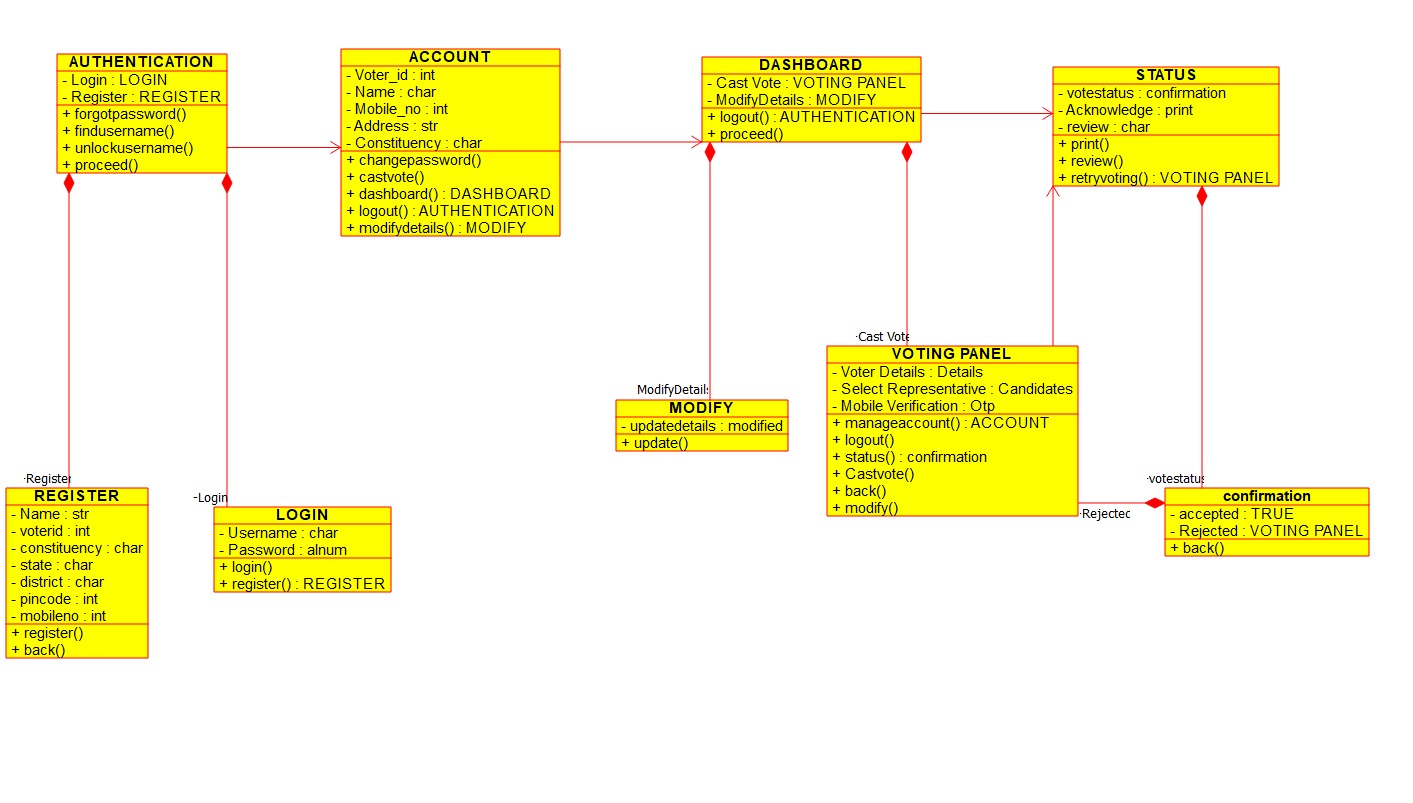 AUTHENTICATION
- Login : LOGIN
- Register : REGISTER
+ forgotpassword()
+ findusername()
+ unlockusername()
+ proceed()
ACCOUNT
- Voter_id : int
- Name : char
- Mobile_no : int
- Address : str
- Constituency : char
+ changepassword()
+ castvote()
+ dashboard() : DASHBOARD
+ logout() : AUTHENTICATION
+ modifydetails() : MODIFY
DASHBOARD
- Cast Vote : VOTING PANEL
- ModifyDetails : MODIFY
+ logout() : AUTHENTICATION
+ proceed()
STATUS
- votestatus : confirmation
- Acknowledge : print
- review : char
+ print()
+ review()
+ retryvoting() : VOTING PANEL
-Cast Vote
VOTING PANEL
- Voter Details : Details
- Select Representative : Candidates
- Mobile Verification : Otp
+ manageaccount() : ACCOUNT
+ logout()
+ status() : confirmation
+ Castvote()
+ back()
+ modify()
ModifyDetails
MODIFY
- updatedetails : modified
+ update()
-Register
REGISTER
- Name : str
- voterid : int
- constituency : char
- state : char
- district : char
- pincode : int
- mobileno : int
+ register()
+ back()
-Login
LOGIN
- Username : char
- Password : alnum
+ login()
+ register() : REGISTER
-votestatus
confirmation
- accepted : TRUE
- Rejected : VOTING PANEL
+ back()
-Rejected